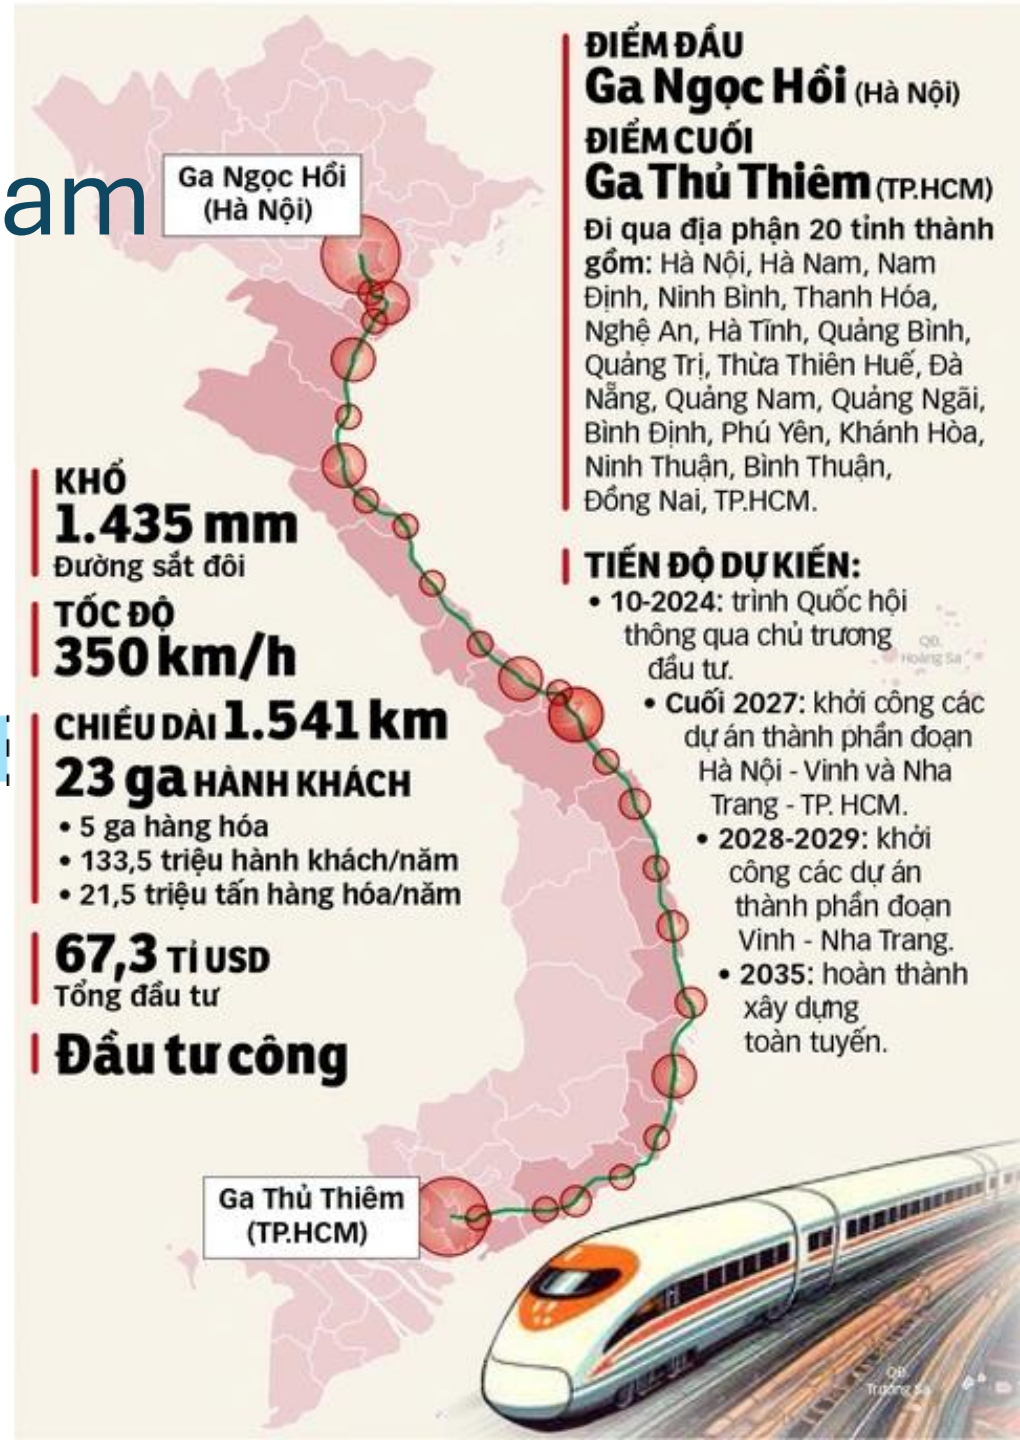 am
Ga Ngọc Hồi
(Hà Nội)
ĐIỂM ĐẦU
Ga Ngọc Hồi (Hà Nội)
ĐIỂM CUỐI
Ga Thủ Thiêm (TP.HCM)
Đi qua địa phận 20 tỉnh thành
gồm: Hà Nội, Hà Nam, Nam
Định, Ninh Bình, Thanh Hóa,
Nghệ An, Hà Tĩnh, Quảng Bình,
Quảng Trị, Thừa Thiên Huế, Đà
Nẵng, Quảng Nam, Quảng Ngãi,
Bình Định, Phú Yên, Khánh Hòa,
Ninh Thuận, Bình Thuận,
Đồng Nai, TP.HCM.
KHỔ
1.435 mm
Đường sắt đôi
TỐC ĐỘ
350 km/h
CHIỀU DÀI 1.541 km
23 ga HÀNH KHÁCH
• 5 ga hàng hóa
• 133,5 triệu hành khách/năm
• 21,5 triệu tấn hàng hóa/năm
67,3 TỈ USD
Tổng đầu tư
Đầu tư công
TIẾN ĐỘ DỰ KIẾN:
• 10-2024: trình Quốc hội
thông qua chủ trương
đầu tư.
• Cuối 2027: khởi công các
dự án thành phần đoạn
Hà Nội - Vinh và Nha
Trang - TP. HCM.
• 2028-2029: khởi
công các dự án
thành phần đoạn
Vinh - Nha Trang.
• 2035: hoàn thành
xây dựng
toàn tuyến.
QĐ.
Hoàng Sa
Ga Thủ Thiêm
(TP.HCM)
QĐ.
Trường Sa